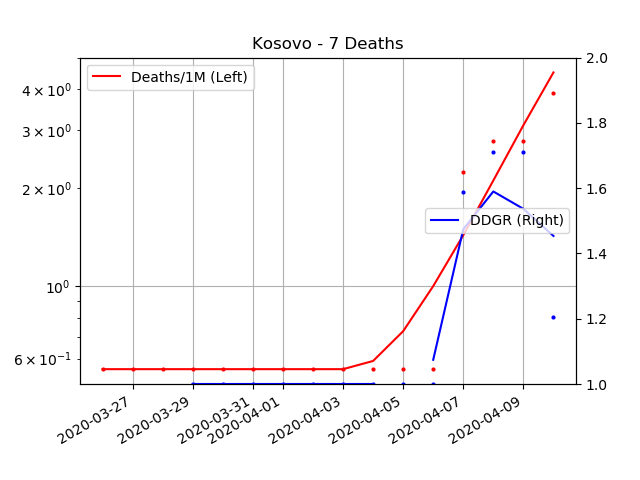 Kosovo - 7 Deaths
Deaths/1M (Left)
DDGR (Right)
4 × 10⁰
3 × 10⁰
2 × 10⁰
10⁰
6 × 10⁻¹
2.0
1.8
1.6
1.4
1.2
1.0
2020-03-27
2020-03-29
2020-03-31
2020-04-01
2020-04-03
2020-04-05
2020-04-07
2020-04-09